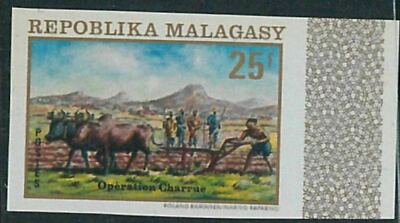 REPOBLIKA MALAGASY
25f
POSTES
Opération Charrue